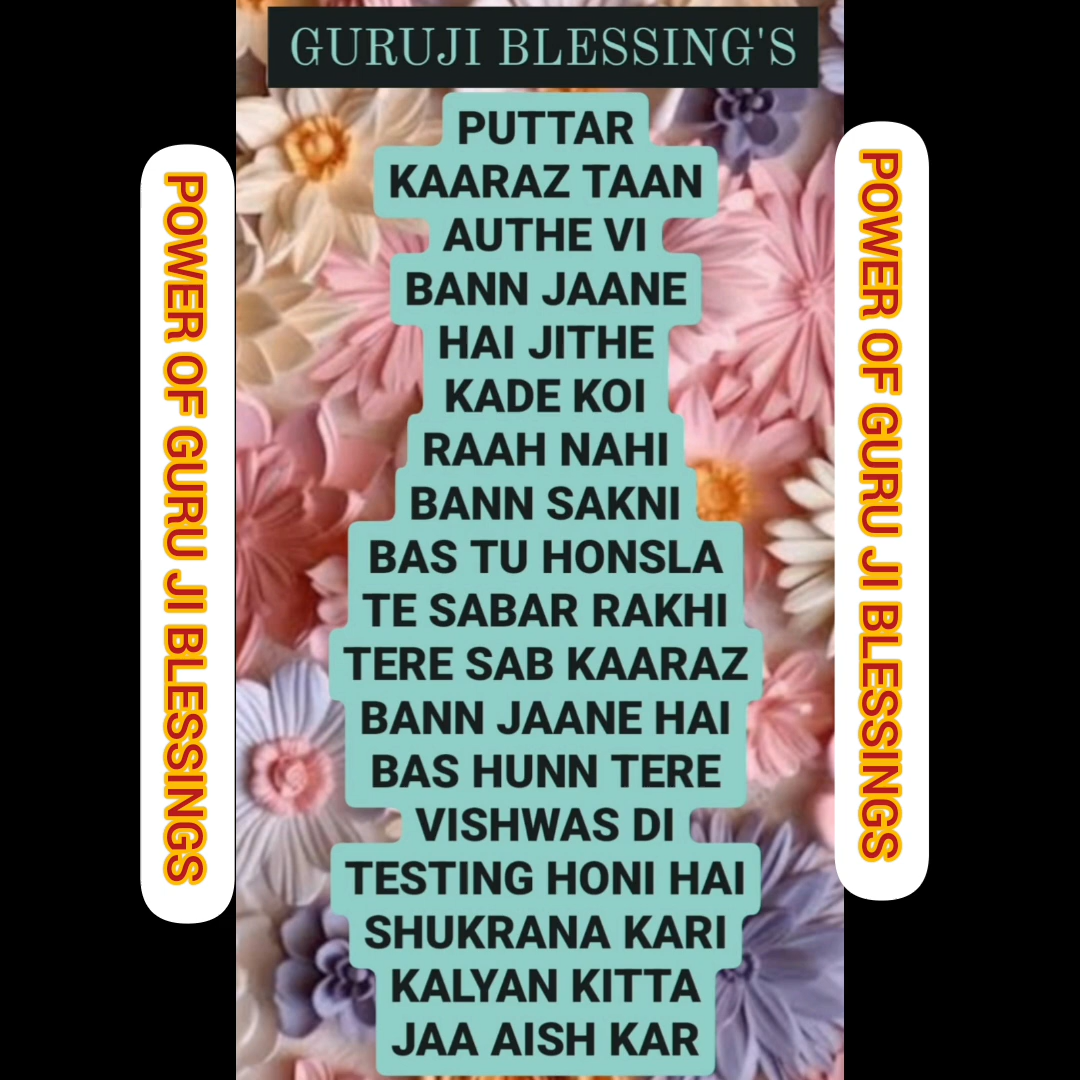 GURUJI BLESSING'S
PUTTAR
KAARAZ TAAN
AUTHE VI
BANN JAANE
HAI JITHE
KADE KOI
RAAH NAHI
BANN SAKNI
BAS TU HONSLA
TE SABAR RAKHI
TERE SAB KAARAZ
BANN JAANE HAI
BAS HUNN TERE
VISHWAS DI
TESTING HONI HAI
SHUKRANA KARI
KALYAN KITTA
JAA AISH KAR
POWER OF GURU JI BLESSINGS
POWER OF GURU JI BLESSINGS